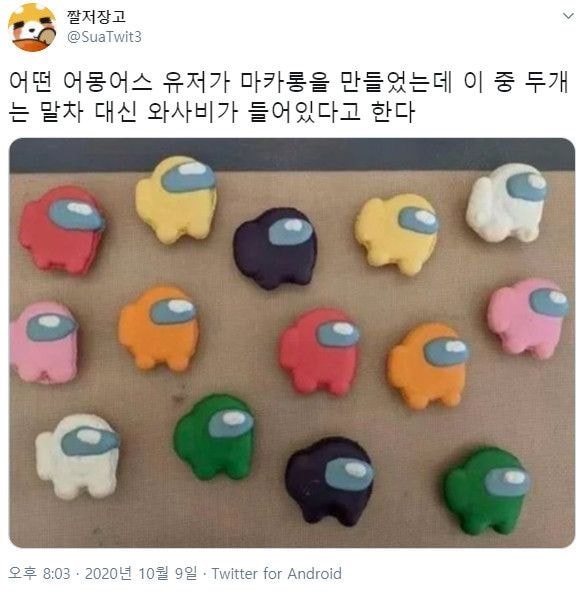 짤저장고
@SuaTwit3
어떤 어몽어스 유저가 마카롱을 만들었는데 이 중 두개
는 말차 대신 와사비가 들어있다고 한다
오후 8:03 · 2020년 10월 9일 · Twitter for Android